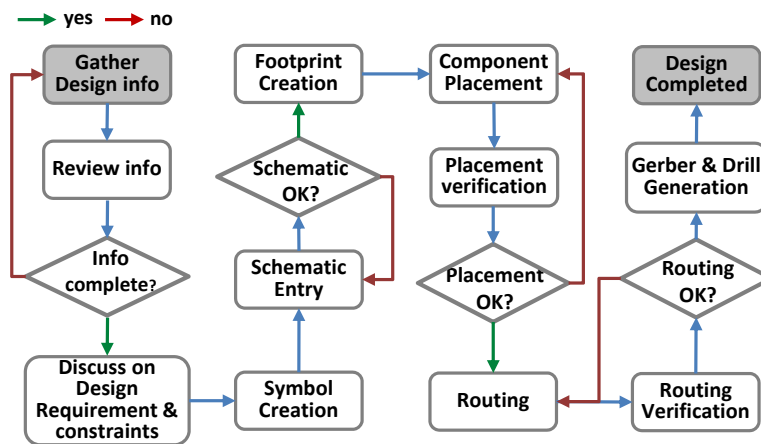 yes
no
Gather
Design info
Review info
Info
complete?
Discuss on
Design
Requirement &
constraints
Symbol
Creation
Schematic
Entry
Schematic
OK?
Footprint
Creation
Component
Placement
Placement
verification
Placement
OK?
Routing
Routing
Verification
Routing
OK?
Gerber & Drill
Generation
Design
Completed